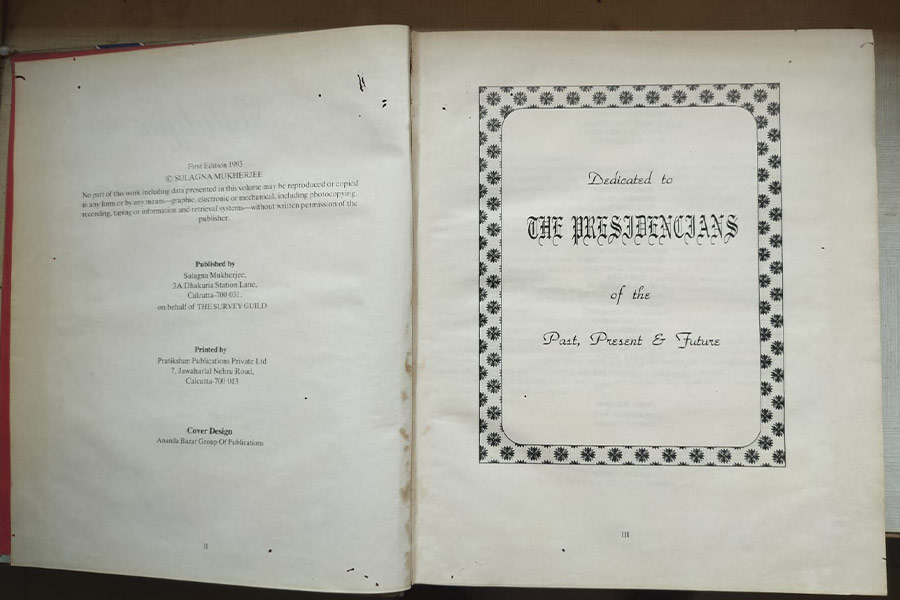 First Edition 1993
© SULAGNA MUKHERJEE
No part of this work including data presented in this volume may be reproduced or copied
in any form or by any means—graphic, electronic or mechanical, including photocopying,
recording, taping or information and retrieval systems—without written permission of the
publisher.
Published by
Sulagna Mukherjee,
3A Dhakuria Station Lane,
Calcutta-700 031,
on behalf of THE SURVEY GUILD
Printed by
Pratikshan Publications Private Ltd.
7, Jawaharlal Nehru Road,
Calcutta-700 013
Cover Design
Ananda Bazar Group Of Publications
II
Dedicated to
THE PRESIDENCIANS
of the
Past, Present & Future
III